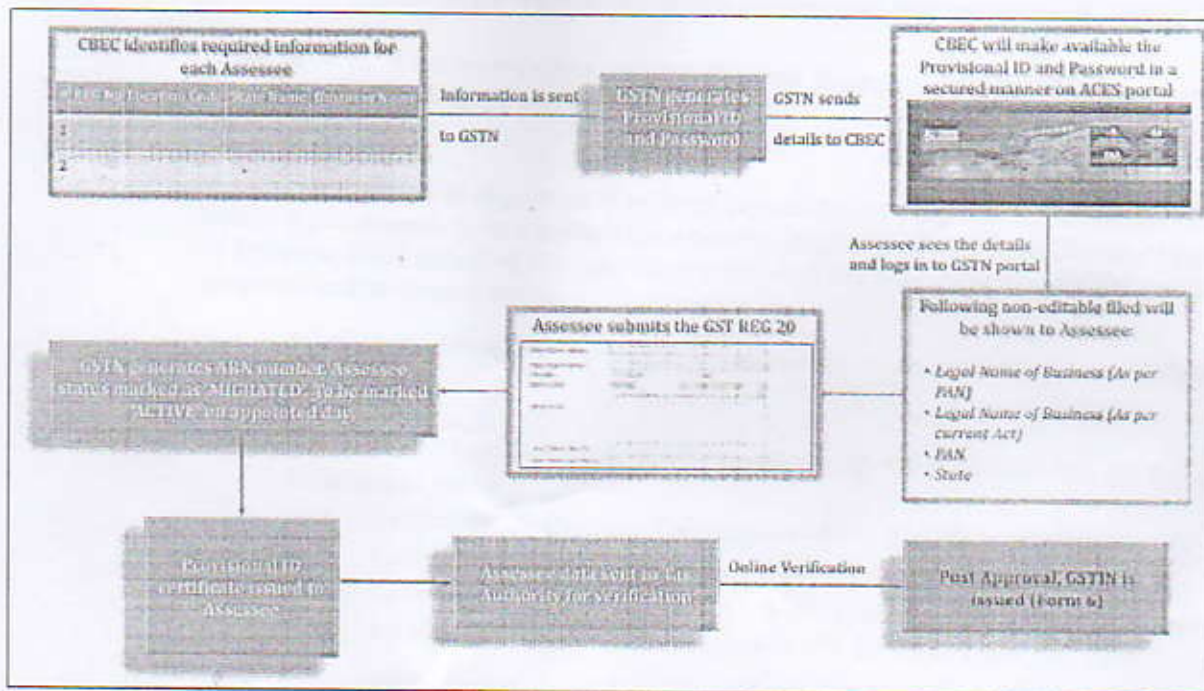 CBEC identifies required information for
each Assessee
1
2
Information is sent
to GSTN
GSTN generates
Provisional ID
and Password
GSTN sends
details to CBEC
CBEC will make available the
Provisional ID and Password in a
secured manner on ACES portal
Assessee sees the details
and logs in to GSTN portal
Following non-editable filed will
be shown to Assessee:
• Legal Name of Business (As per
PAN)
• Legal Name of Business (As per
current Act)
• PAN
• State
Assessee submits the GST REG 20
GSTN generates ARN number. Assessee
status marked as 'MIGRATED'. To be marked
'ACTIVE' on appointed day
Provisional ID
certificate issued to
Assessee
Assessee different to Tax
Authority for verification
Online Verification
Post Approval, GSTIN is
issued (Form 6)